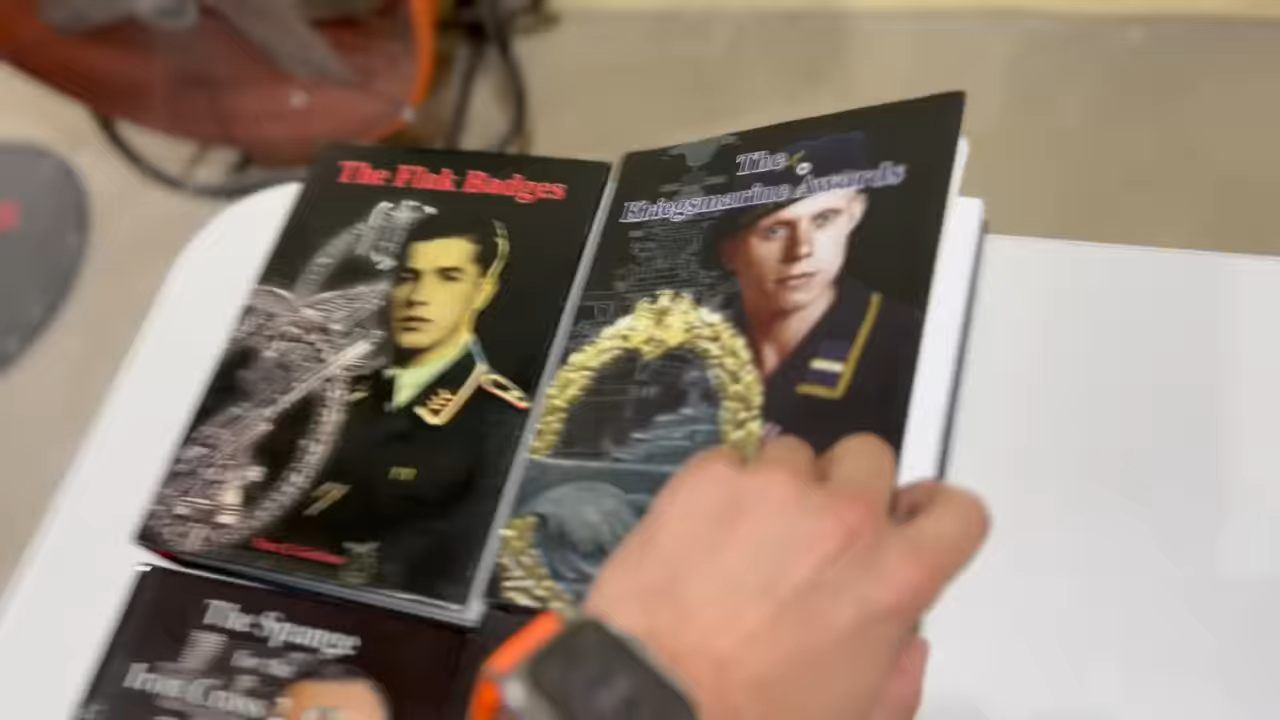 The Flak Badges
The
Kriegsmarine Awards
The Spange
Iron Cross